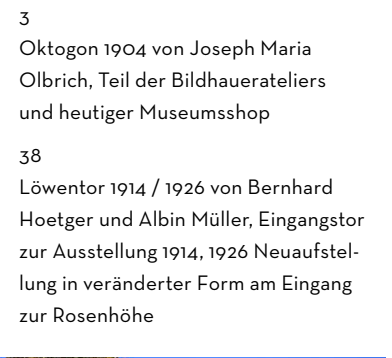 3
Oktogon 1904 von Joseph Maria
Olbrich, Teil der Bildhauerateliers
und heutiger Museumsshop
38
Löwentor 1914 / 1926 von Bernhard
Hoetger und Albin Müller, Eingangstor
zur Ausstellung 1914, 1926 Neuaufstel-
lung in veränderter Form am Eingang
zur Rosenhöhe